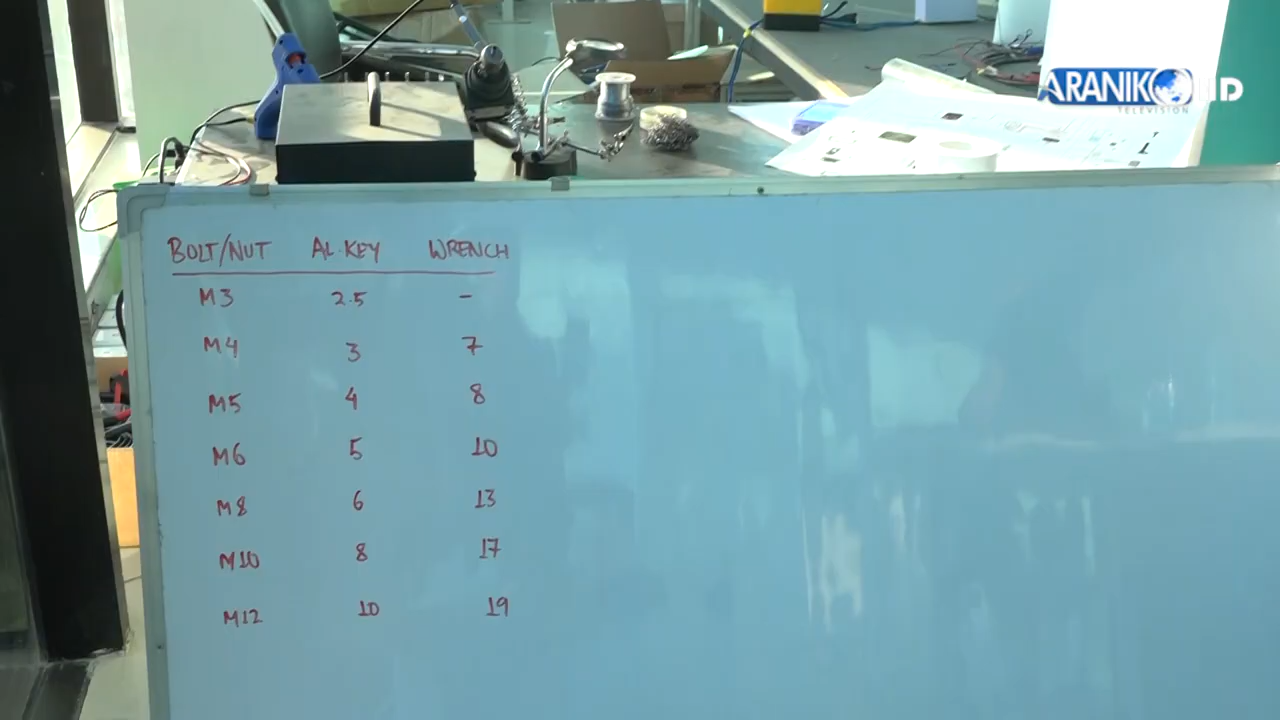 ARANIKO HD
TELEVISION
BOLT/NUT AL.KEY WRENCH
M3 2.5 -
M4 3 7
M5 4 8
M6 5 10
M8 6 13
M10 8 17
M12 10 19